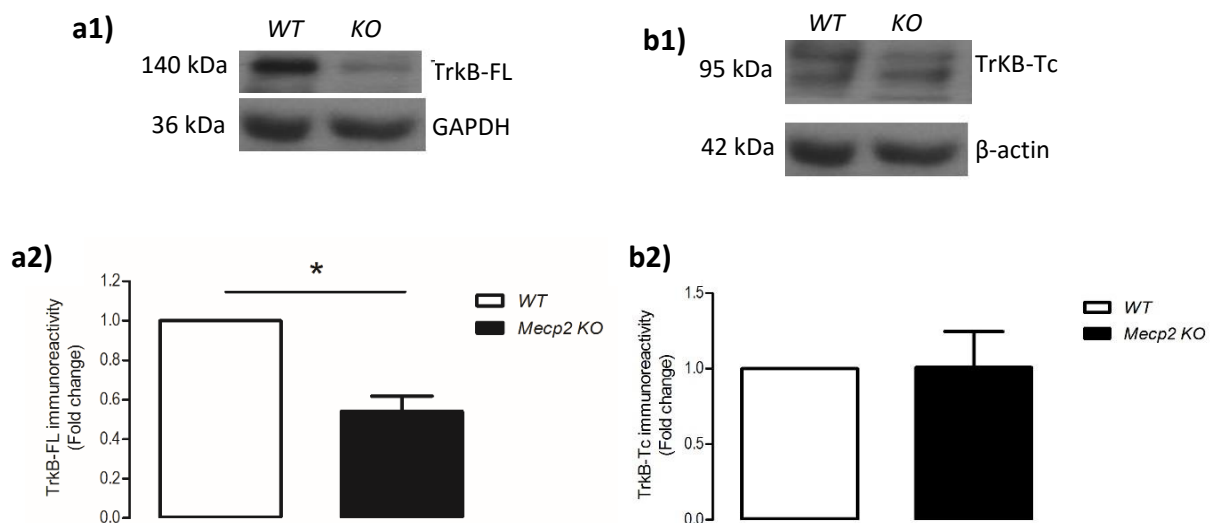 a1)
WT KO
140 kDa
TrkB-FL
36 kDa
GAPDH
b1)
WT KO
95 kDa
TrKB-Tc
42 kDa
β-actin
a2)
TrkB-FL immunoreactivity
(Fold change)
1.2
1.0
0.8
0.6
0.4
0.2
0.0
*
WT
Mecp2 KO
b2)
TrkB-Tc immunoreactivity
(Fold change)
1.5
1.0
0.5
0.0
WT
Mecp2 KO